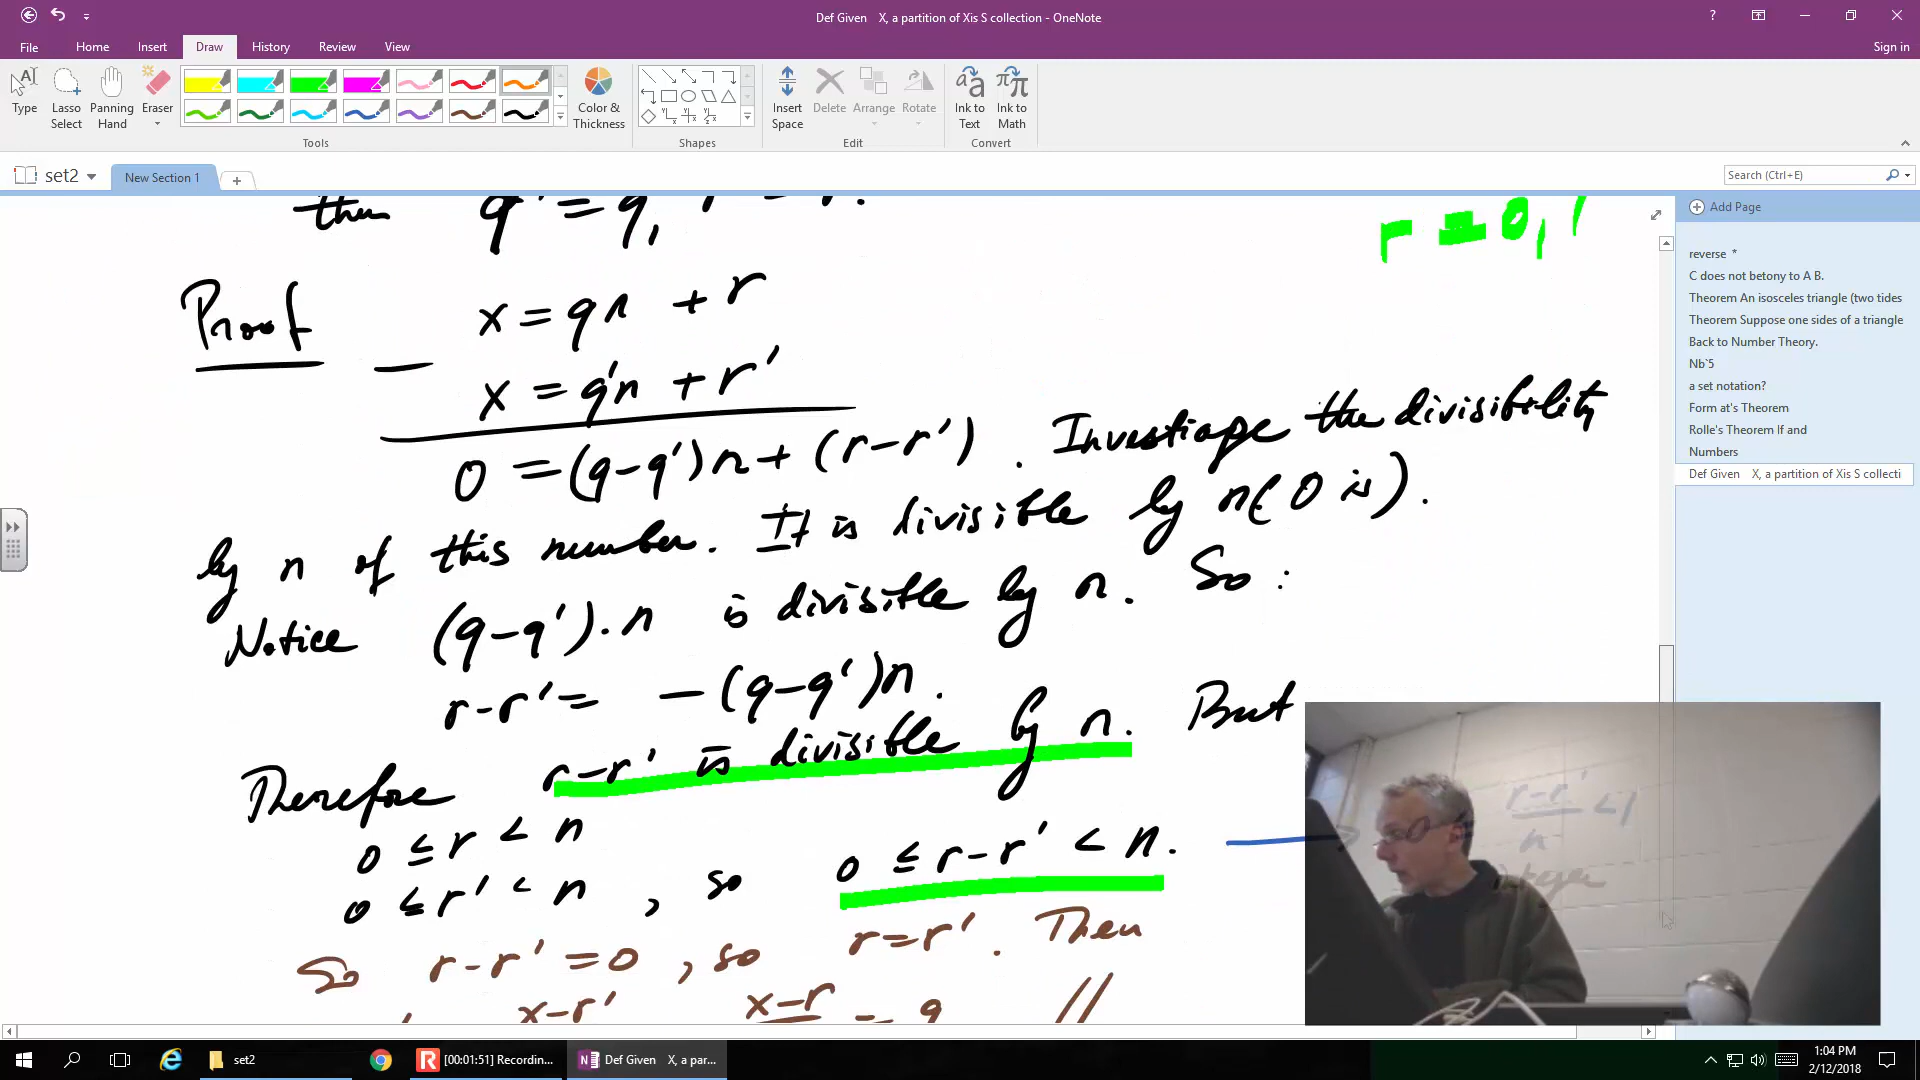 Def Given X, a partition of Xis S collection - OneNote
?
File Home Insert Draw History Review View
Sign in
Type
Lasso Select
Panning Hand
Eraser
Color & Thickness
Insert Space
Delete
Arrange
Rotate
Ink to Text
Ink to Math
Tools
Shapes
Edit
Convert
set2
New Section 1
Search (Ctrl+E)
then q' = q,
r = 0, 1
Proof
x = qn + r
— x = q'n + r'
0 = (q-q')n + (r-r'). Investigate the divisibility
by n of this number. It is divisible by n (0 is).
Notice (q-q')·n is divisible by n. So:
r-r' = -(q-q')n.
Therefore r-r' is divisible by n. But
0 ≤ r < n
0 ≤ r' < n, so 0 ≤ r-r' < n.
So r-r' = 0, so r = r'. Then
x-r' x-r = q //
Add Page
reverse *
C does not betony to A B.
Theorem An isosceles triangle (two tides
Theorem Suppose one sides of a triangle
Back to Number Theory.
Nb`5
a set notation?
Form at's Theorem
Rolle's Theorem If and
Numbers
Def Given X, a partition of Xis S collecti
set2
[00:01:51] Recordin...
Def Given X, a par...
1:04 PM
2/12/2018